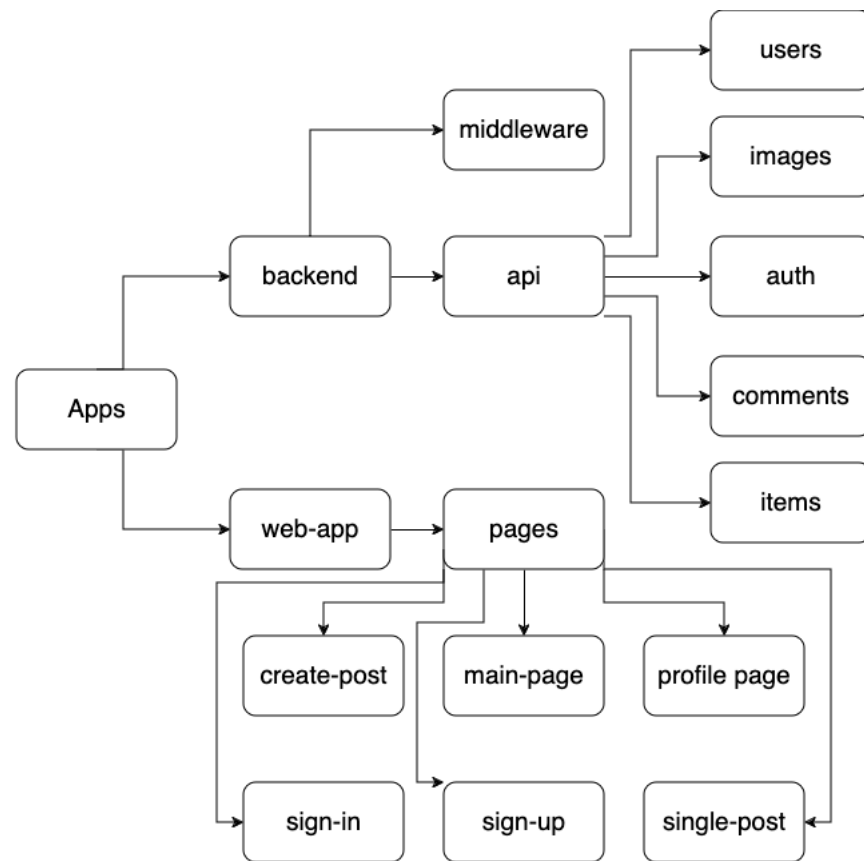 users
middleware
images
backend
api
auth
Apps
comments
web-app
pages
items
create-post
main-page
profile page
sign-in
sign-up
single-post